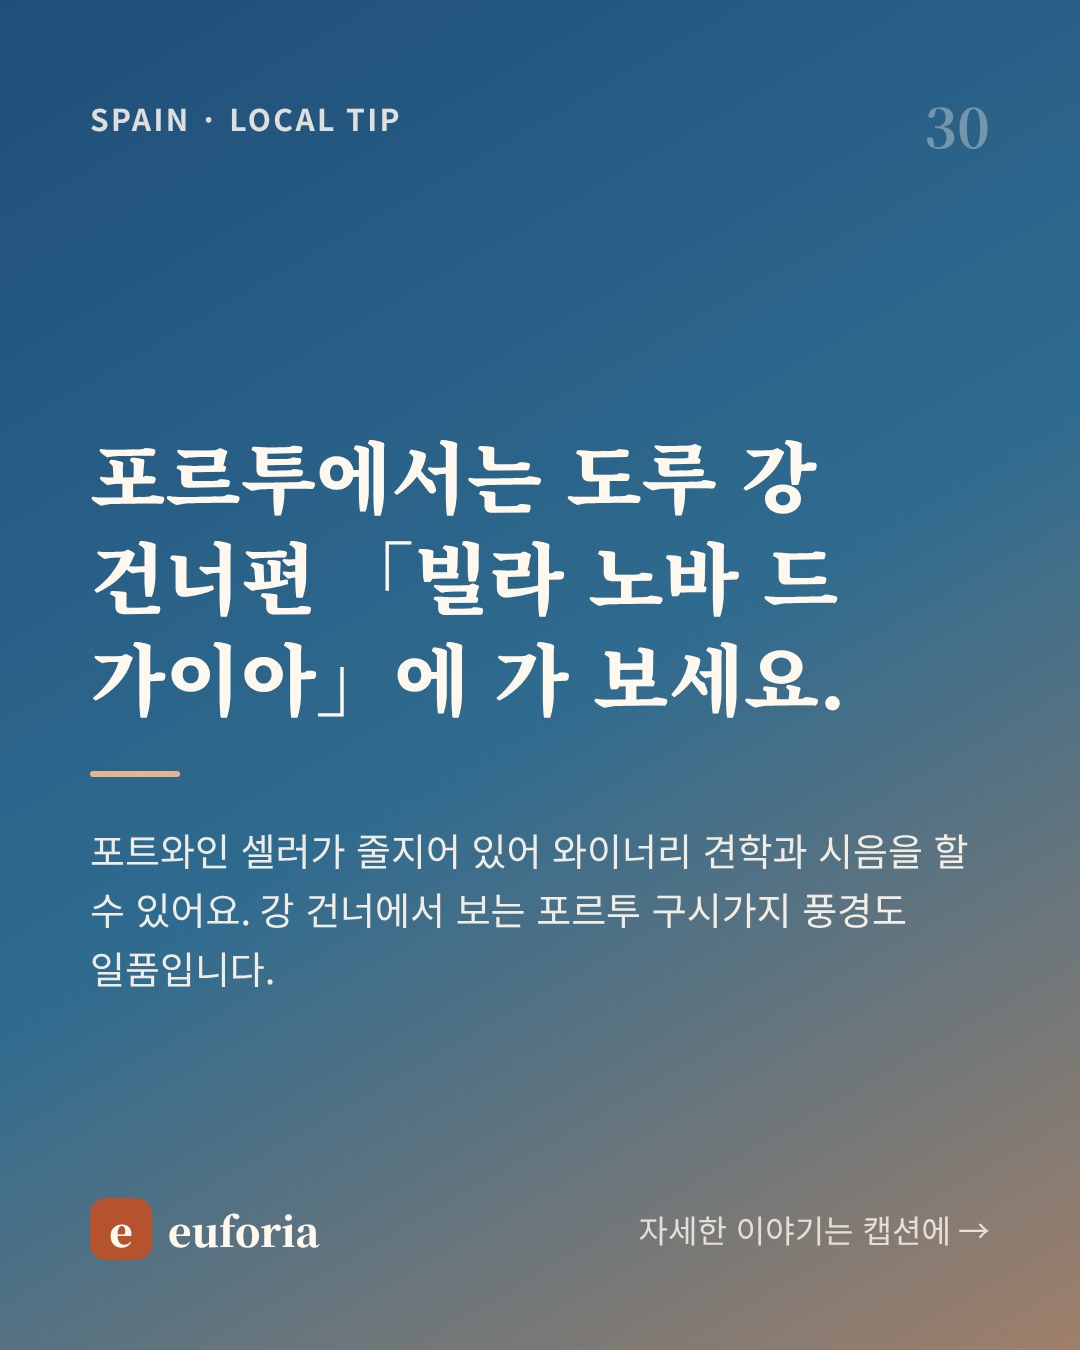 SPAIN · LOCAL TIP
30
포르투에서는 도루 강
건너편 「빌라 노바 드
가이아」에 가 보세요.
포트와인 셀러가 줄지어 있어 와이너리 견학과 시음을 할
수 있어요. 강 건너에서 보는 포르투 구시가지 풍경도
일품입니다.
e euforia
자세한 이야기는 캡션에 →